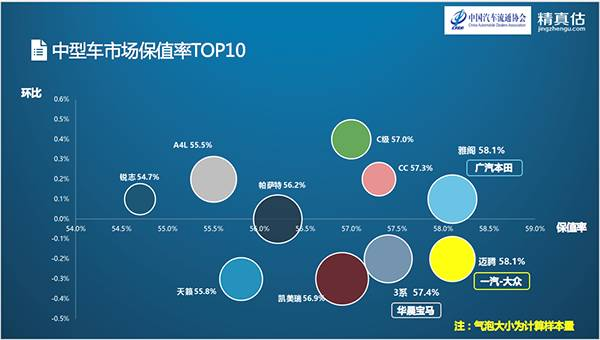 中国汽车流通协会
China Automobile Dealers Association
CADA
精真估
jingzhengu.com
中型车市场保值率TOP10
环比
0.6%
0.5%
0.4%
C级 57.0%
0.3%
A4L 55.5%
雅阁 58.1%
0.2%
CC 57.3%
广汽本田
锐志 54.7%
帕萨特 56.2%
0.1%
0.0%
54.0%
54.5%
55.0%
55.5%
56.0%
56.5%
57.0%
57.5%
58.0%
58.5%
59.0%
保值率
-0.1%
-0.2%
迈腾 58.1%
-0.3%
一汽-大众
天籁 55.8%
凯美瑞 56.9%
3系 57.4%
-0.4%
华晨宝马
-0.5%
注：气泡大小为计算样本量